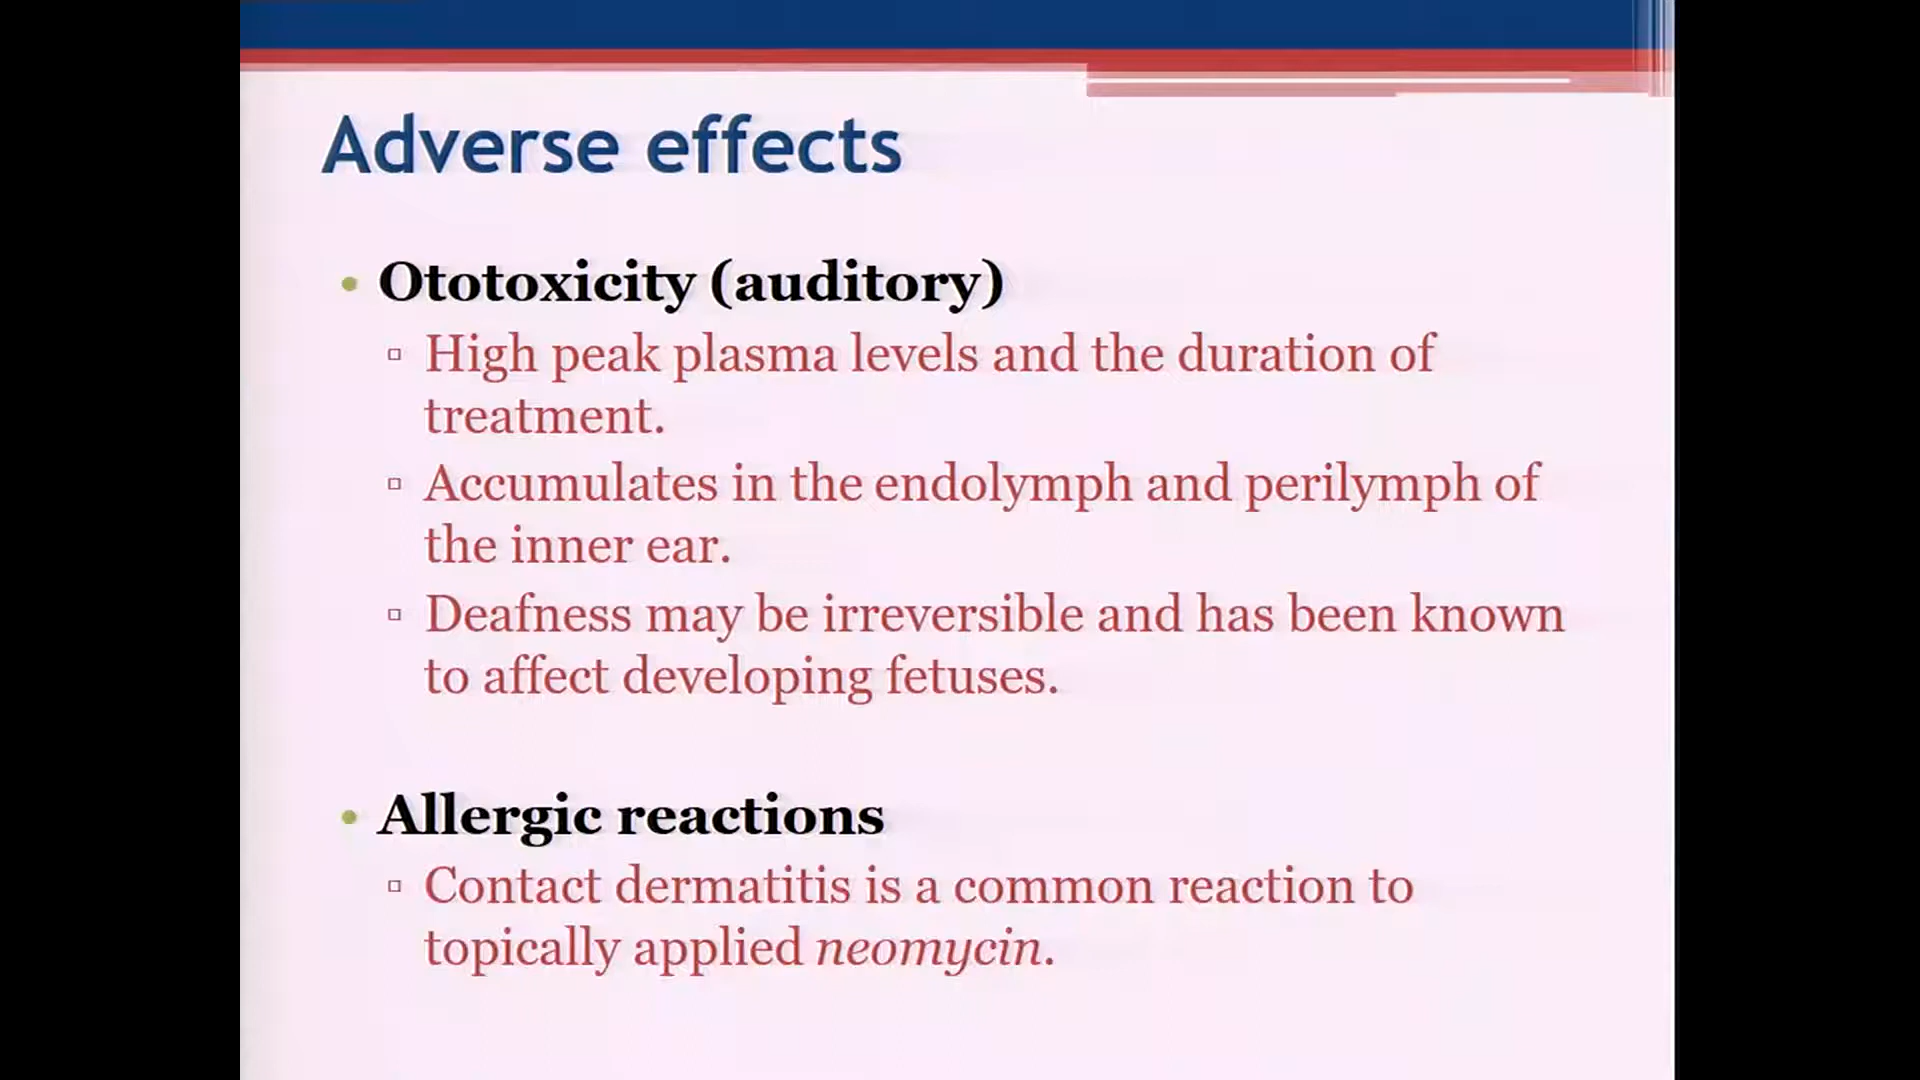 Adverse effects
• Ototoxicity (auditory)
▫ High peak plasma levels and the duration of
treatment.
▫ Accumulates in the endolymph and perilymph of
the inner ear.
▫ Deafness may be irreversible and has been known
to affect developing fetuses.
• Allergic reactions
▫ Contact dermatitis is a common reaction to
topically applied neomycin.